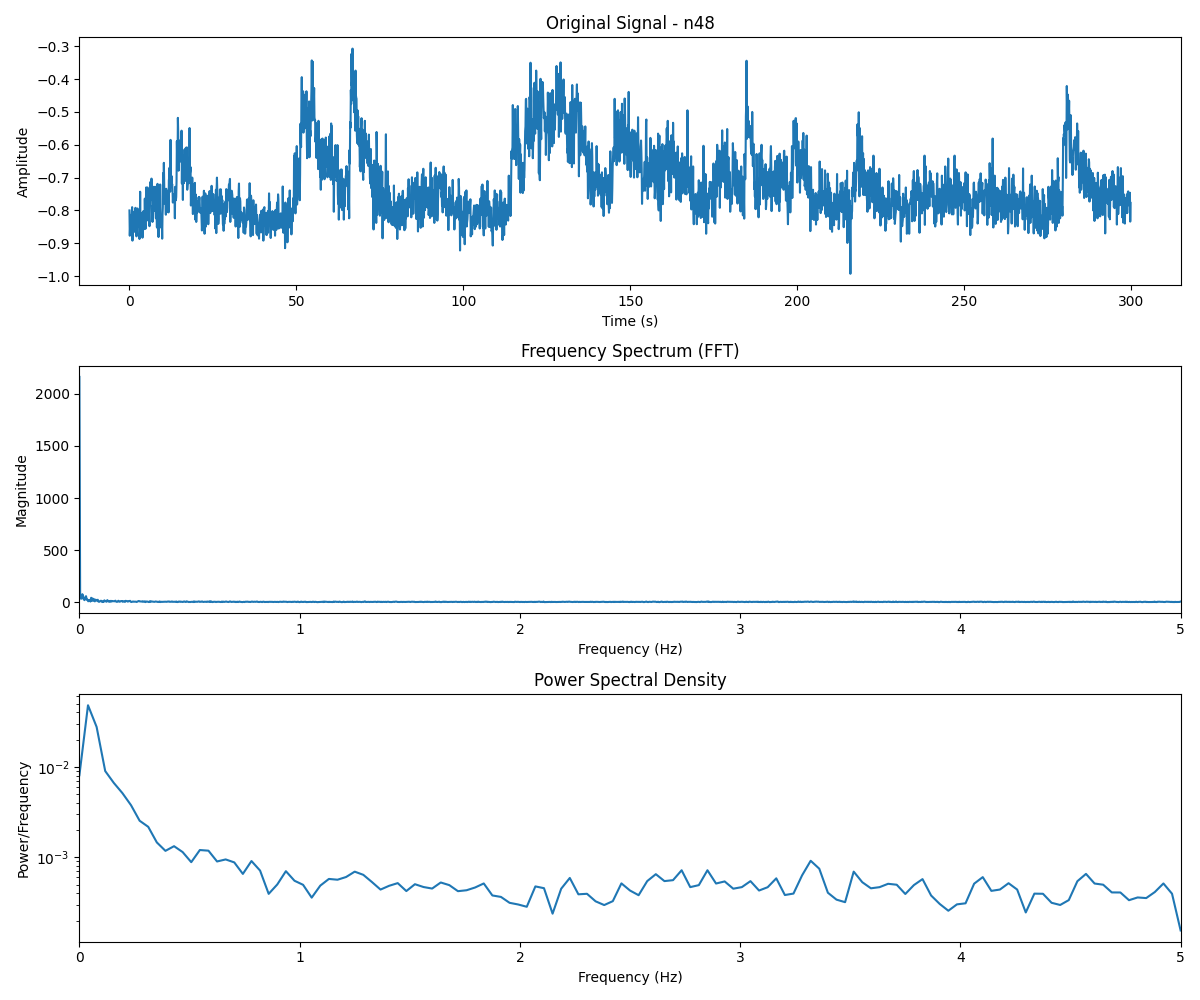 Original Signal - n48
−0.3
−0.4
−0.5
−0.6
−0.7
−0.8
−0.9
−1.0
Amplitude
0 50 100 150 200 250 300
Time (s)
Frequency Spectrum (FFT)
2000
1500
1000
500
0
Magnitude
0 1 2 3 4 5
Frequency (Hz)
Power Spectral Density
10⁻²
10⁻³
Power/Frequency
0 1 2 3 4 5
Frequency (Hz)